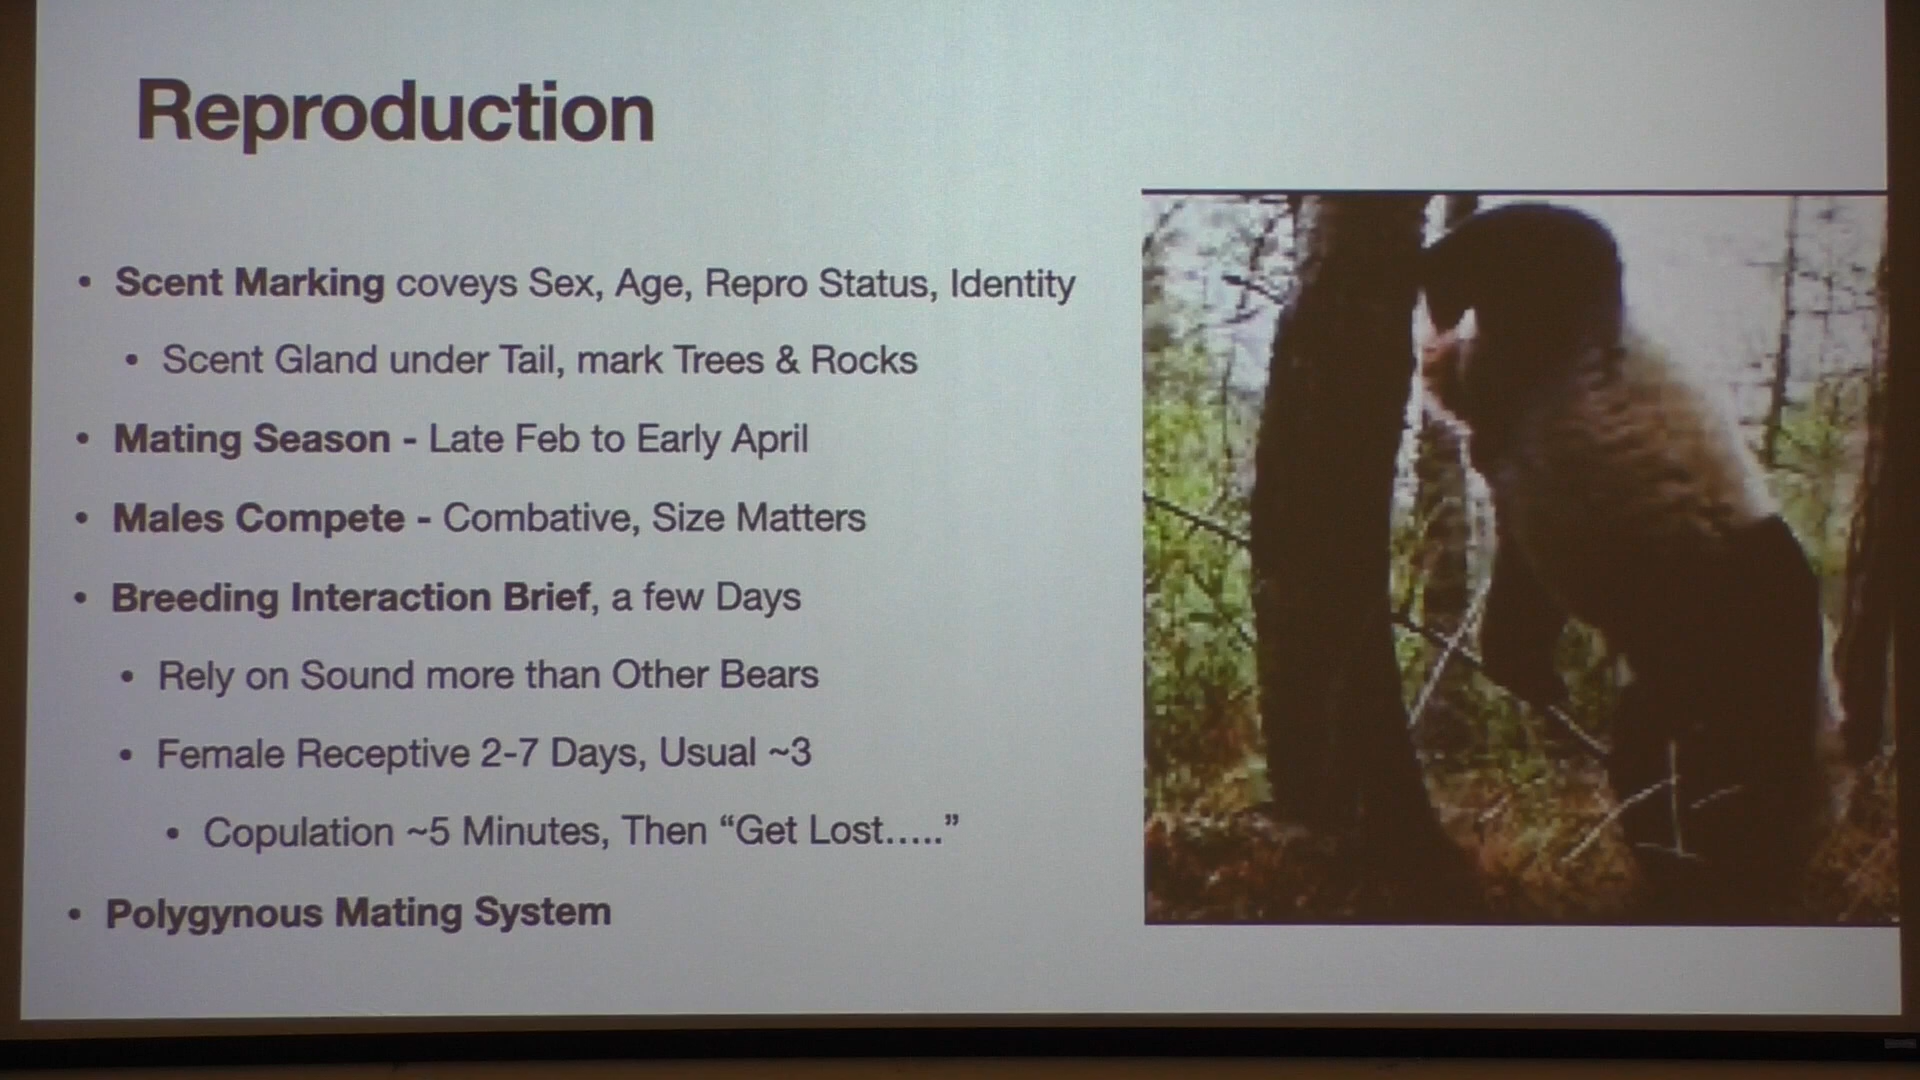 Reproduction
• Scent Marking coveys Sex, Age, Repro Status, Identity
• Scent Gland under Tail, mark Trees & Rocks
• Mating Season - Late Feb to Early April
• Males Compete - Combative, Size Matters
• Breeding Interaction Brief, a few Days
• Rely on Sound more than Other Bears
• Female Receptive 2-7 Days, Usual ~3
• Copulation ~5 Minutes, Then “Get Lost.....”
• Polygynous Mating System